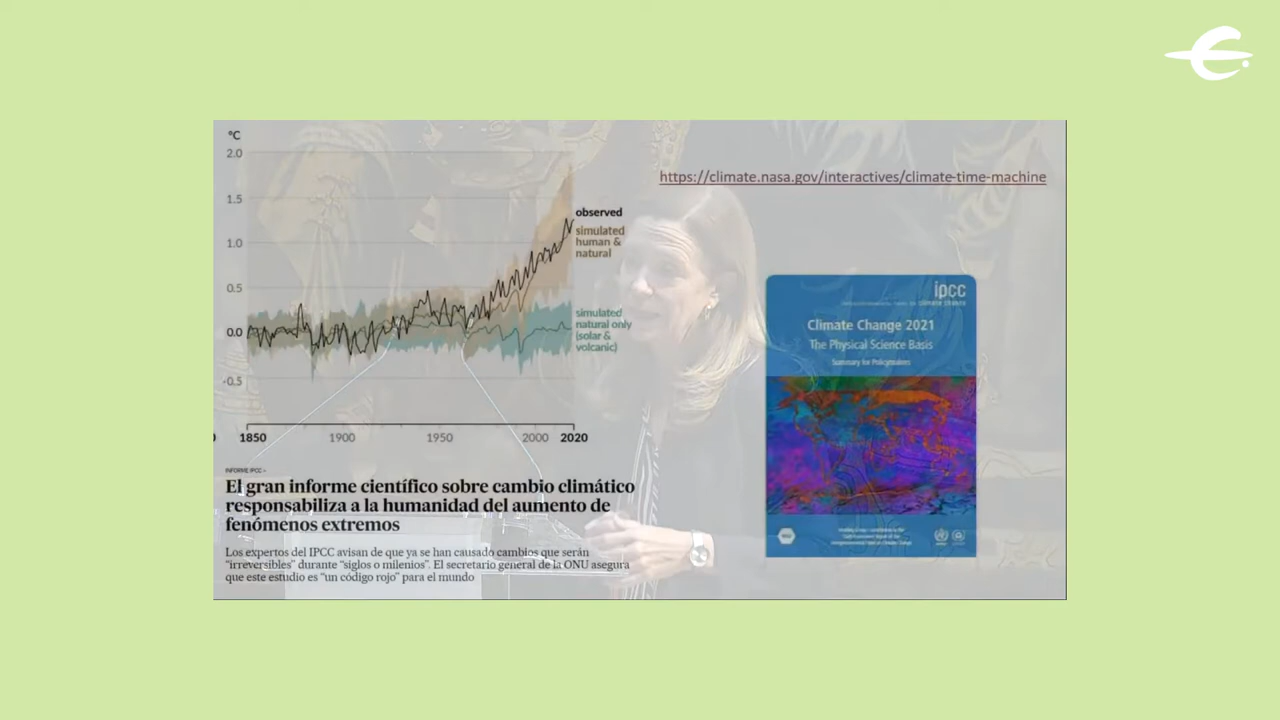 °C
2.0
1.5
1.0
0.5
0.0
-0.5
observed
simulated
human &
natural
simulated
natural only
(solar &
volcanic)
1850 1900 1950 2000 2020
INFORME IPCC >
El gran informe científico sobre cambio climático
responsabiliza a la humanidad del aumento de
fenómenos extremos
Los expertos del IPCC avisan de que ya se han causado cambios que serán
“irreversibles” durante “siglos o milenios”. El secretario general de la ONU asegura
que este estudio es “un código rojo” para el mundo
https://climate.nasa.gov/interactives/climate-time-machine
ipcc
climate change
Climate Change 2021
The Physical Science Basis
Summary for Policymakers